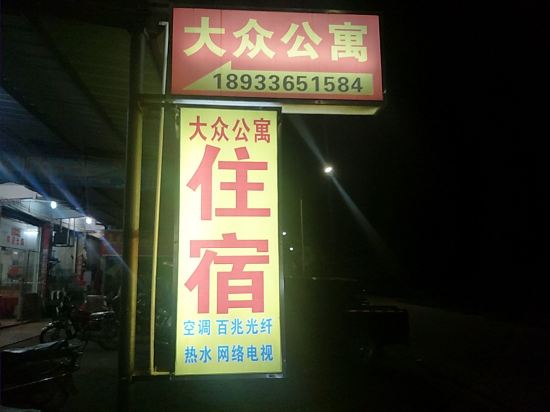 大众公寓
18933651584
大众公寓
住
宿
空调 百兆光纤
热水 网络电视